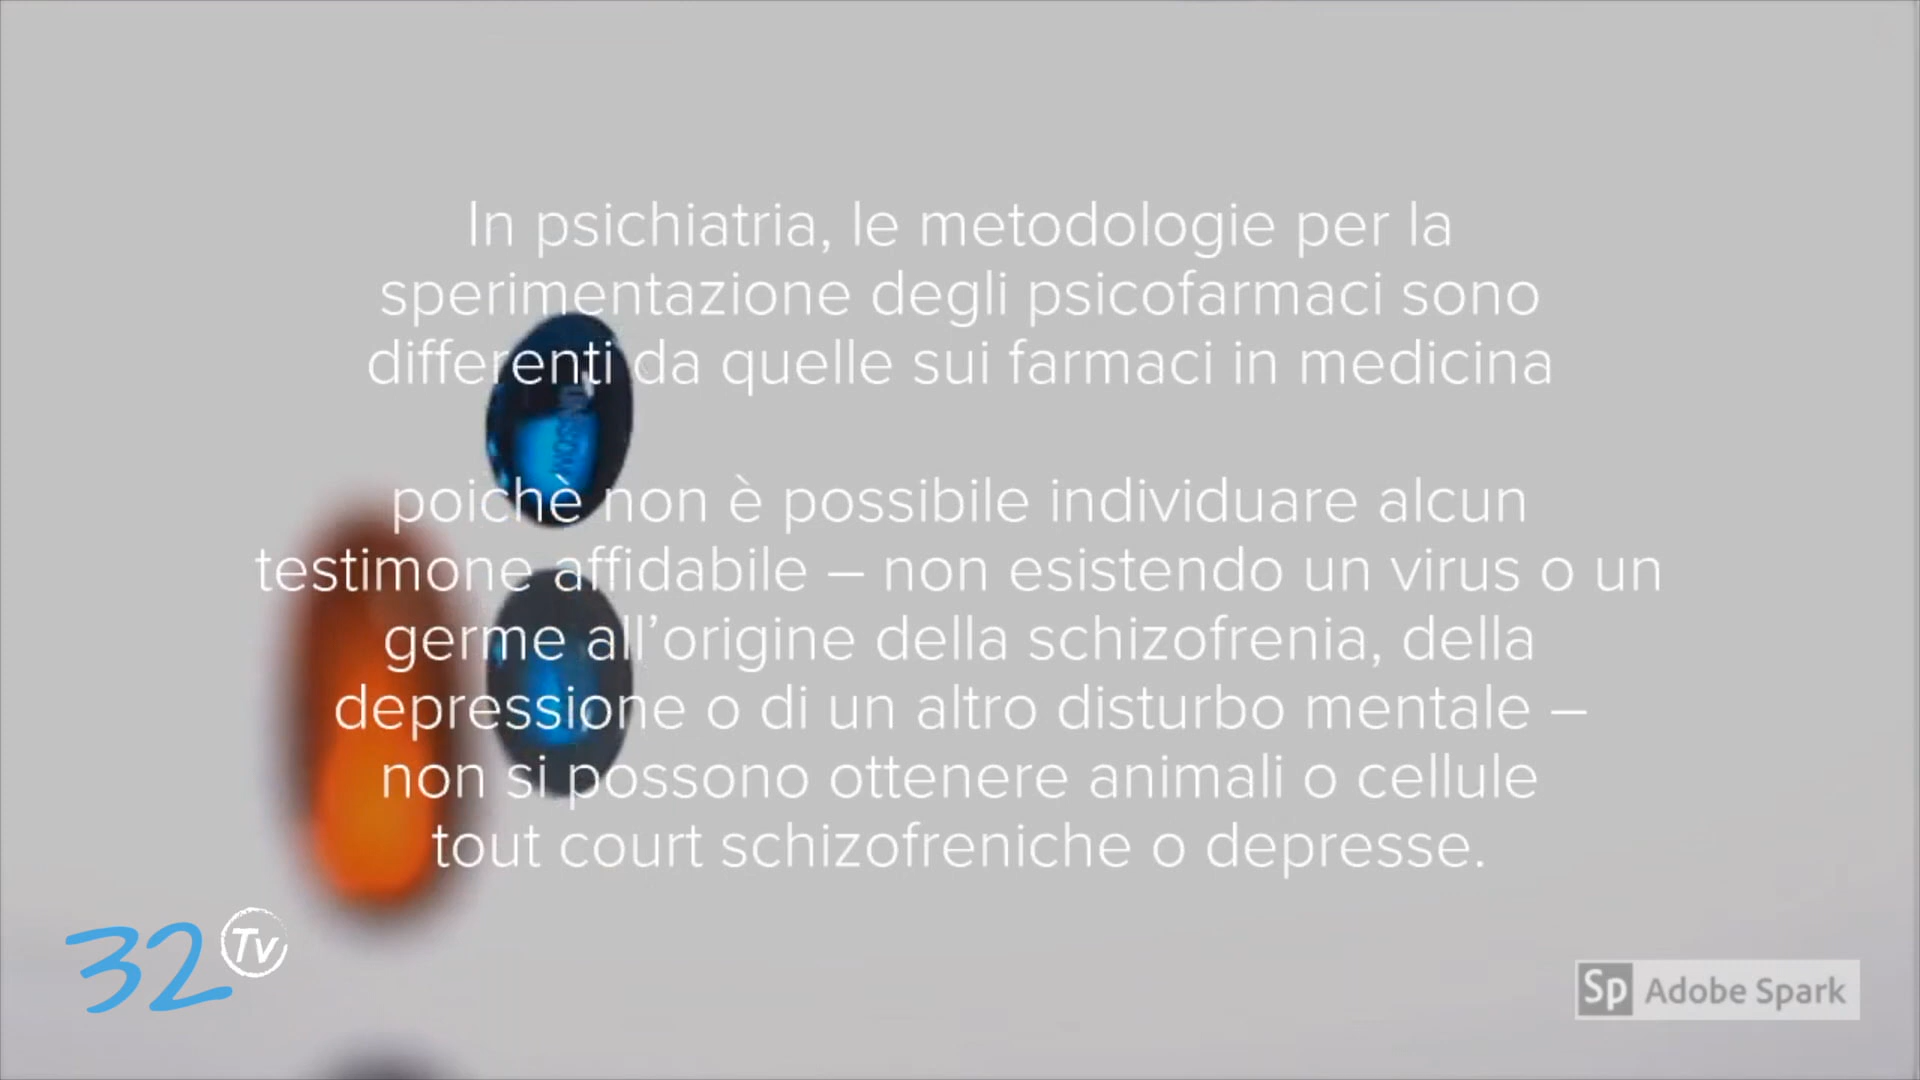 In psichiatria, le metodologie per la
sperimentazione degli psicofarmaci sono
differenti da quelle sui farmaci in medicina
poichè non è possibile individuare alcun
testimone affidabile – non esistendo un virus o un
germe all’origine della schizofrenia, della
depressione o di un altro disturbo mentale –
non si possono ottenere animali o cellule
tout court schizofreniche o depresse.
32 Tv
Sp Adobe Spark